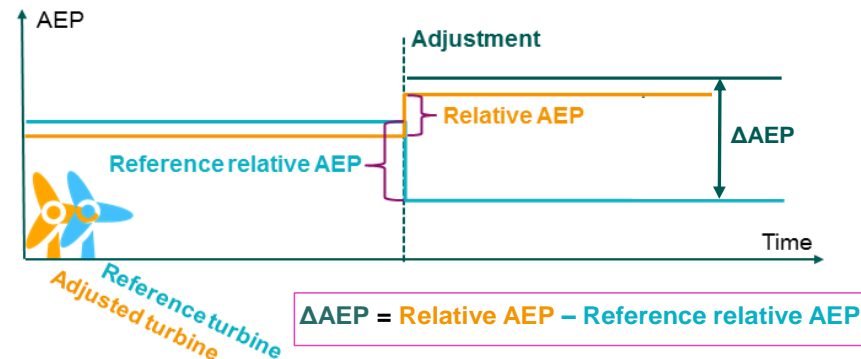 AEP
Adjustment
Relative AEP
Reference relative AEP
ΔAEP
Time
Reference turbine
Adjusted turbine
ΔAEP = Relative AEP – Reference relative AEP